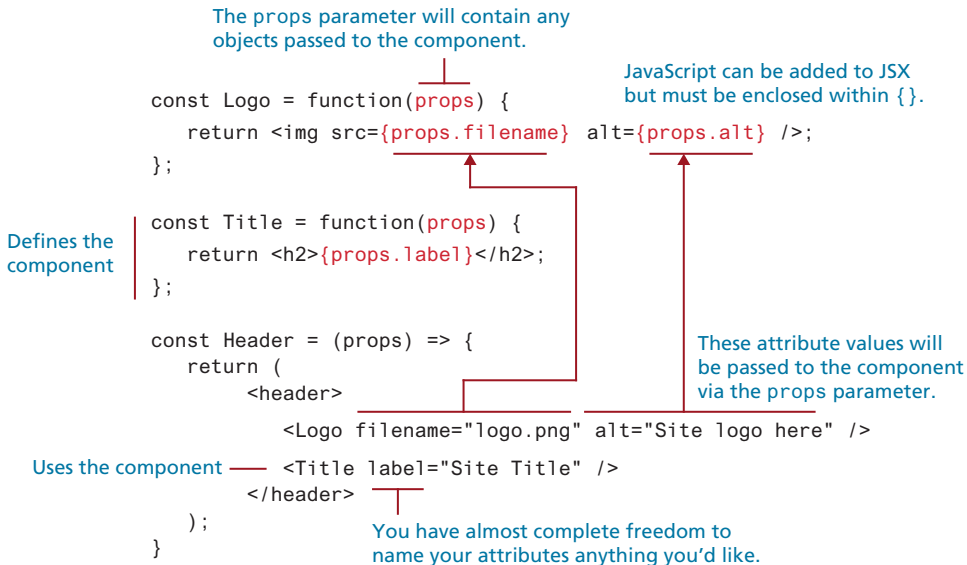 The props parameter will contain any
objects passed to the component.
JavaScript can be added to JSX
but must be enclosed within { }.
const Logo = function(props) {
return <img src={props.filename} alt={props.alt} />;
};
const Title = function(props) {
Defines the
component
return <h2>{props.label}</h2>;
};
const Header = (props) => {
return (
<header>
These attribute values will
be passed to the component
via the props parameter.
<Logo filename="logo.png" alt="Site logo here" />
Uses the component
<Title label="Site Title" />
</header>
);
}
You have almost complete freedom to
name your attributes anything you’d like.